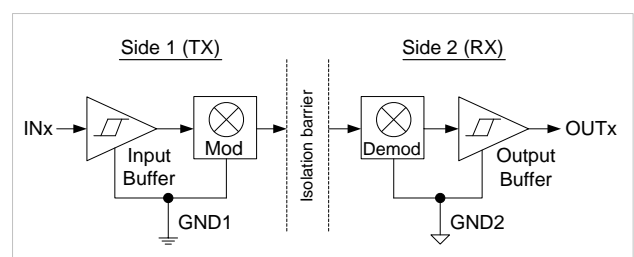 Side 1 (TX)
Side 2 (RX)
INx
Input
Buffer
Mod
GND1
Isolation barrier
Demod
Output
Buffer
OUTx
GND2